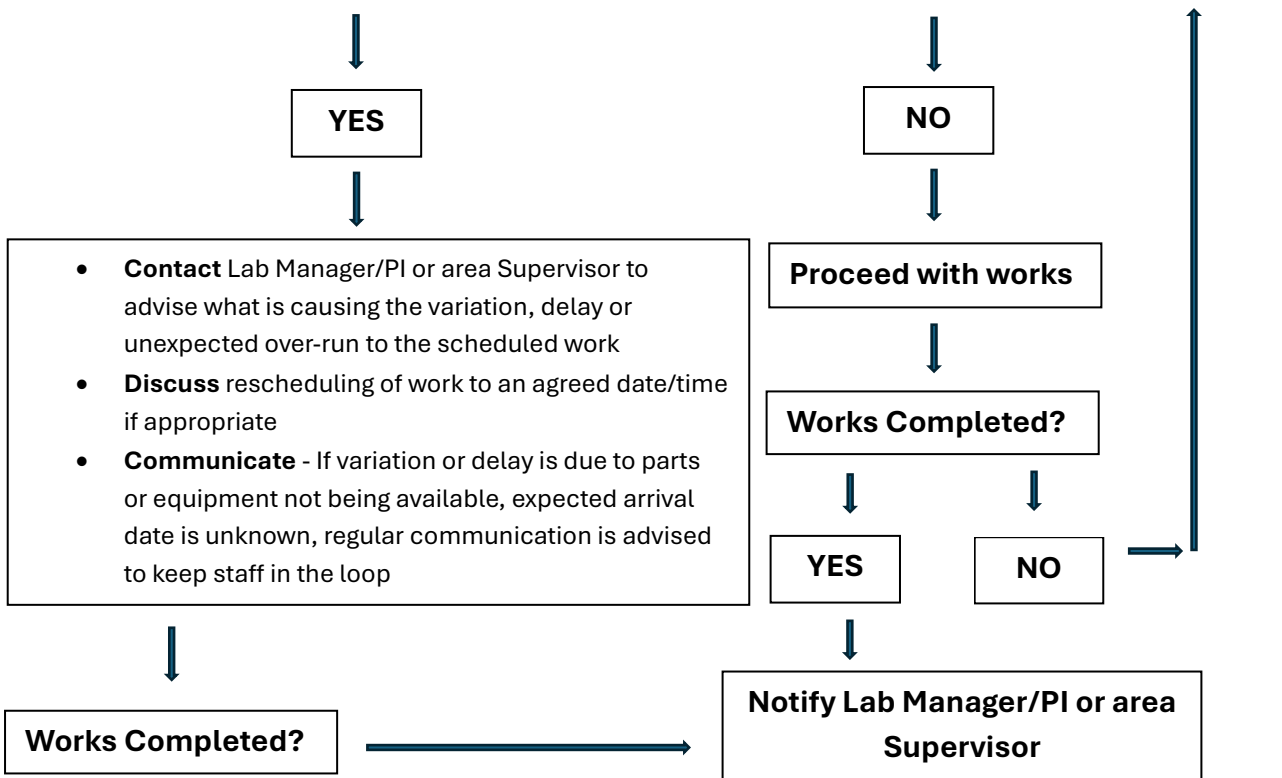 YES
NO
• Contact Lab Manager/PI or area Supervisor to
advise what is causing the variation, delay or
unexpected over-run to the scheduled work
• Discuss rescheduling of work to an agreed date/time
if appropriate
• Communicate - If variation or delay is due to parts
or equipment not being available, expected arrival
date is unknown, regular communication is advised
to keep staff in the loop
Proceed with works
Works Completed?
YES
NO
Works Completed?
Notify Lab Manager/PI or area
Supervisor